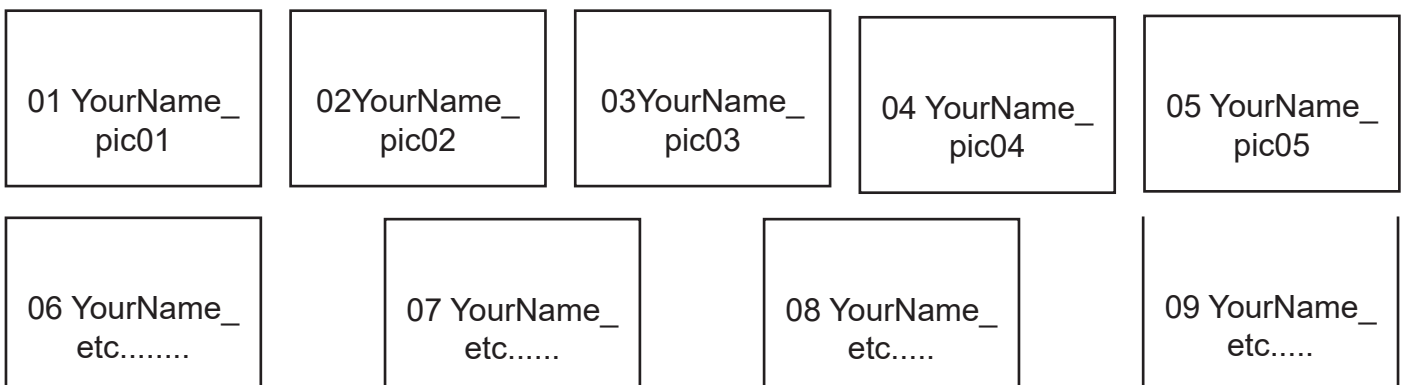 01 YourName_
pic01
02YourName_
pic02
03YourName_
pic03
04 YourName_
pic04
05 YourName_
pic05
06 YourName_
etc........
07 YourName_
etc......
08 YourName_
etc.....
09 YourName_
etc.....